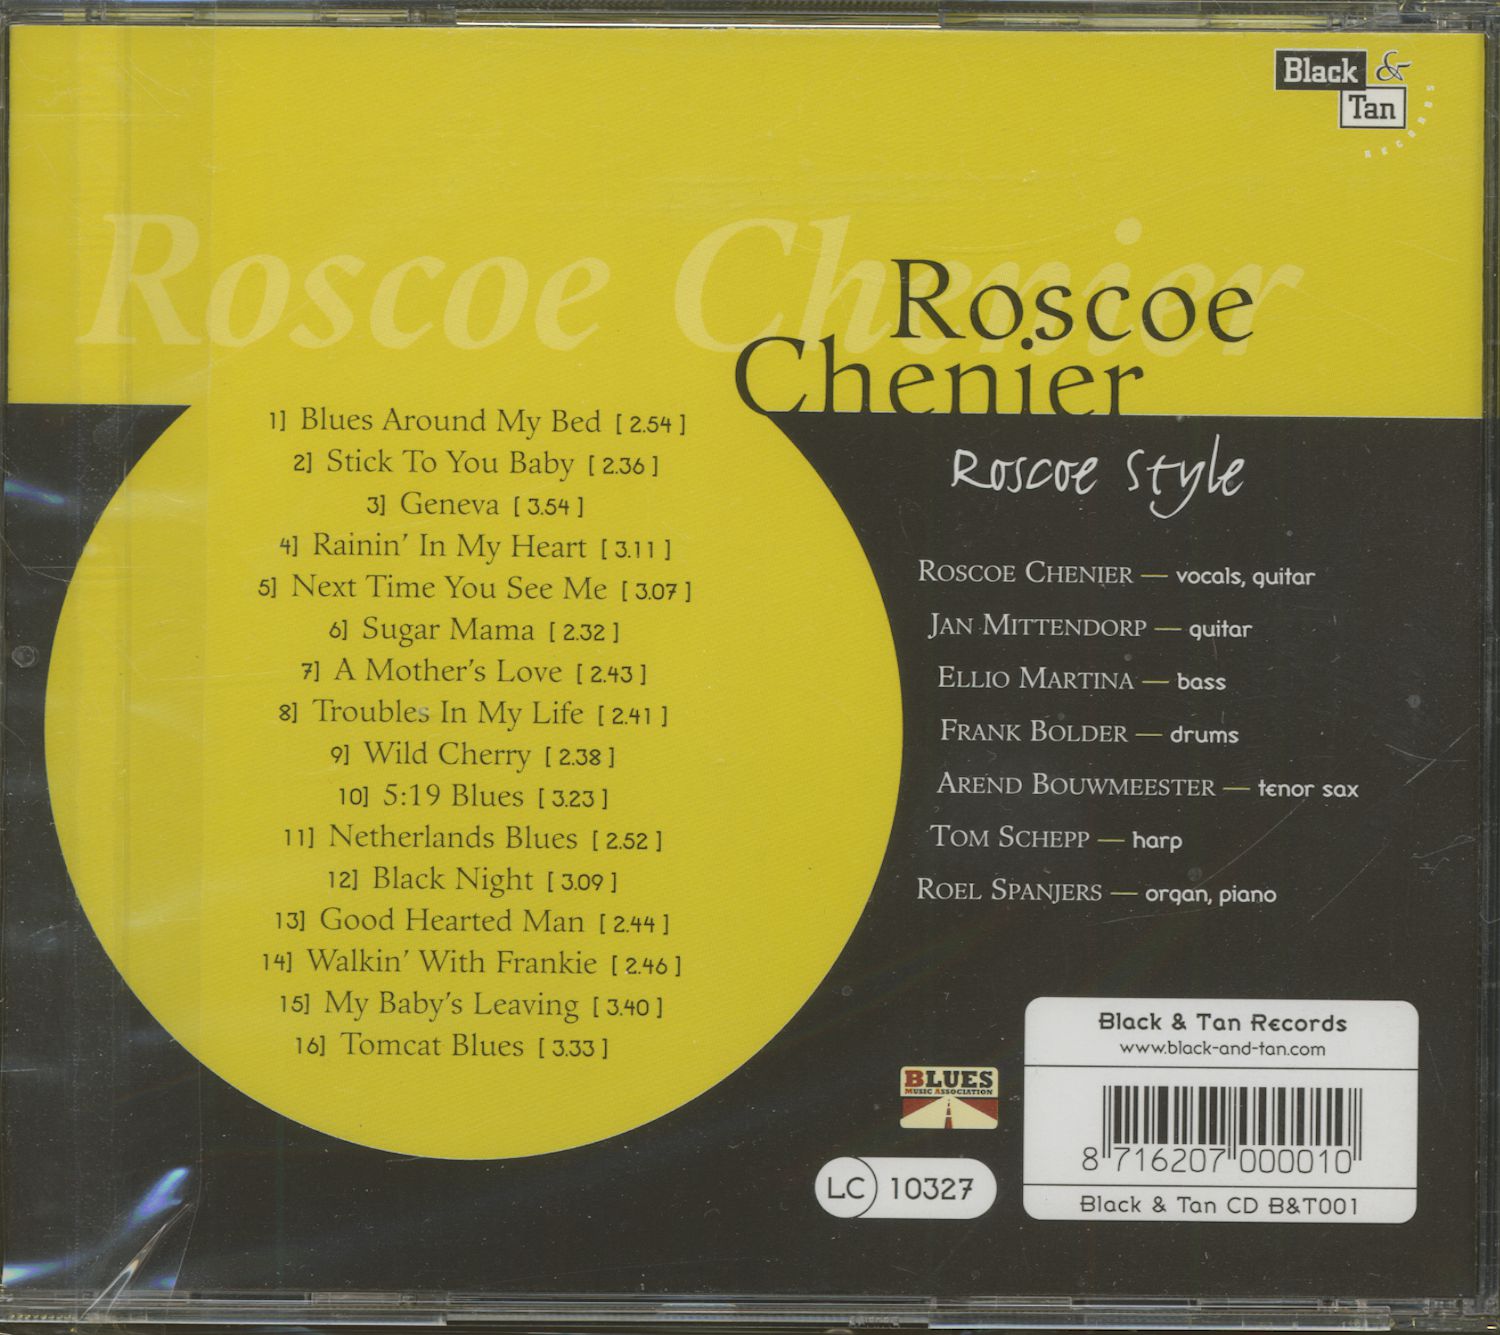 Black &
Tan
RECORDS
Roscoe Chenier
Roscoe
Chenier
Roscoe Style
1] Blues Around My Bed [ 2.54 ]
2] Stick To You Baby [ 2.36 ]
3] Geneva [ 3.54 ]
4] Rainin’ In My Heart [ 3.11 ]
5] Next Time You See Me [ 3.07 ]
6] Sugar Mama [ 2.32 ]
7] A Mother’s Love [ 2.43 ]
8] Troubles In My Life [ 2.41 ]
9] Wild Cherry [ 2.38 ]
10] 5:19 Blues [ 3.23 ]
11] Netherlands Blues [ 2.52 ]
12] Black Night [ 3.09 ]
13] Good Hearted Man [ 2.44 ]
14] Walkin’ With Frankie [ 2.46 ]
15] My Baby’s Leaving [ 3.40 ]
16] Tomcat Blues [ 3.33 ]
ROSCOE CHENIER — vocals, guitar
JAN MITTENDORP — guitar
ELLIO MARTINA — bass
FRANK BOLDER — drums
AREND BOUWMEESTER — tenor sax
TOM SCHEPP — harp
ROEL SPANJERS — organ, piano
BLUES
MUSIC ASSOCIATION
LC 10327
Black & Tan Records
www.black-and-tan.com
8 716207 000010
Black & Tan CD B&T001